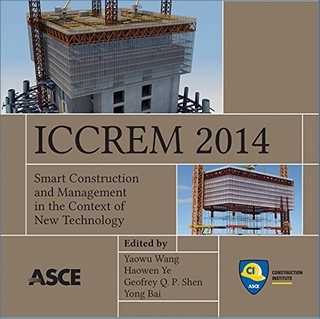 ICCREM 2014
Smart Construction
and Management
in the Context of
New Technology
Edited by
Yaowu Wang
Haowen Ye
Geofrey Q. P. Shen
Yong Bai
ASCE
CI
ASCE
CONSTRUCTION
INSTITUTE